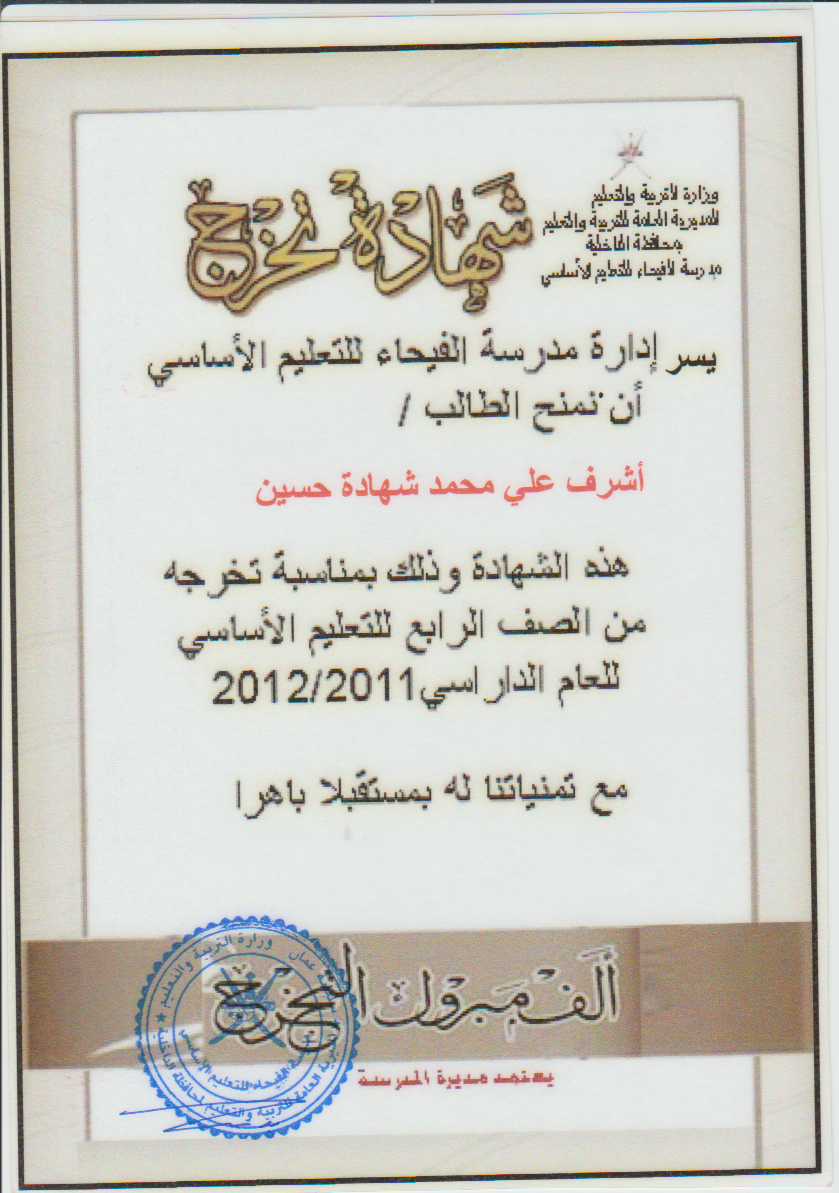 وزارة التربية والتعليم
المديرية العامة للتربية والتعليم
بمحافظة الداخلية
مدرسة الفيحاء للتعليم الأساسي
شهادة تخرج
يسر إدارة مدرسة الفيحاء للتعليم الأساسي
أن نمنح الطالب /
أشرف علي محمد شهادة حسين
هذه الشهادة وذلك بمناسبة تخرجه
من الصف الرابع للتعليم الأساسي
للعام الداراسي 2012/2011
مع تمنياتنا له بمستقبلا باهرا
ألف مبروك التخرج
يعتمد مديرة المدرسة
وزارة التربية والتعليم
عمان
العامة للتربية والتعليم لمحافظة الداخلية
مدرسة الفيحاء للتعليم الأساسي